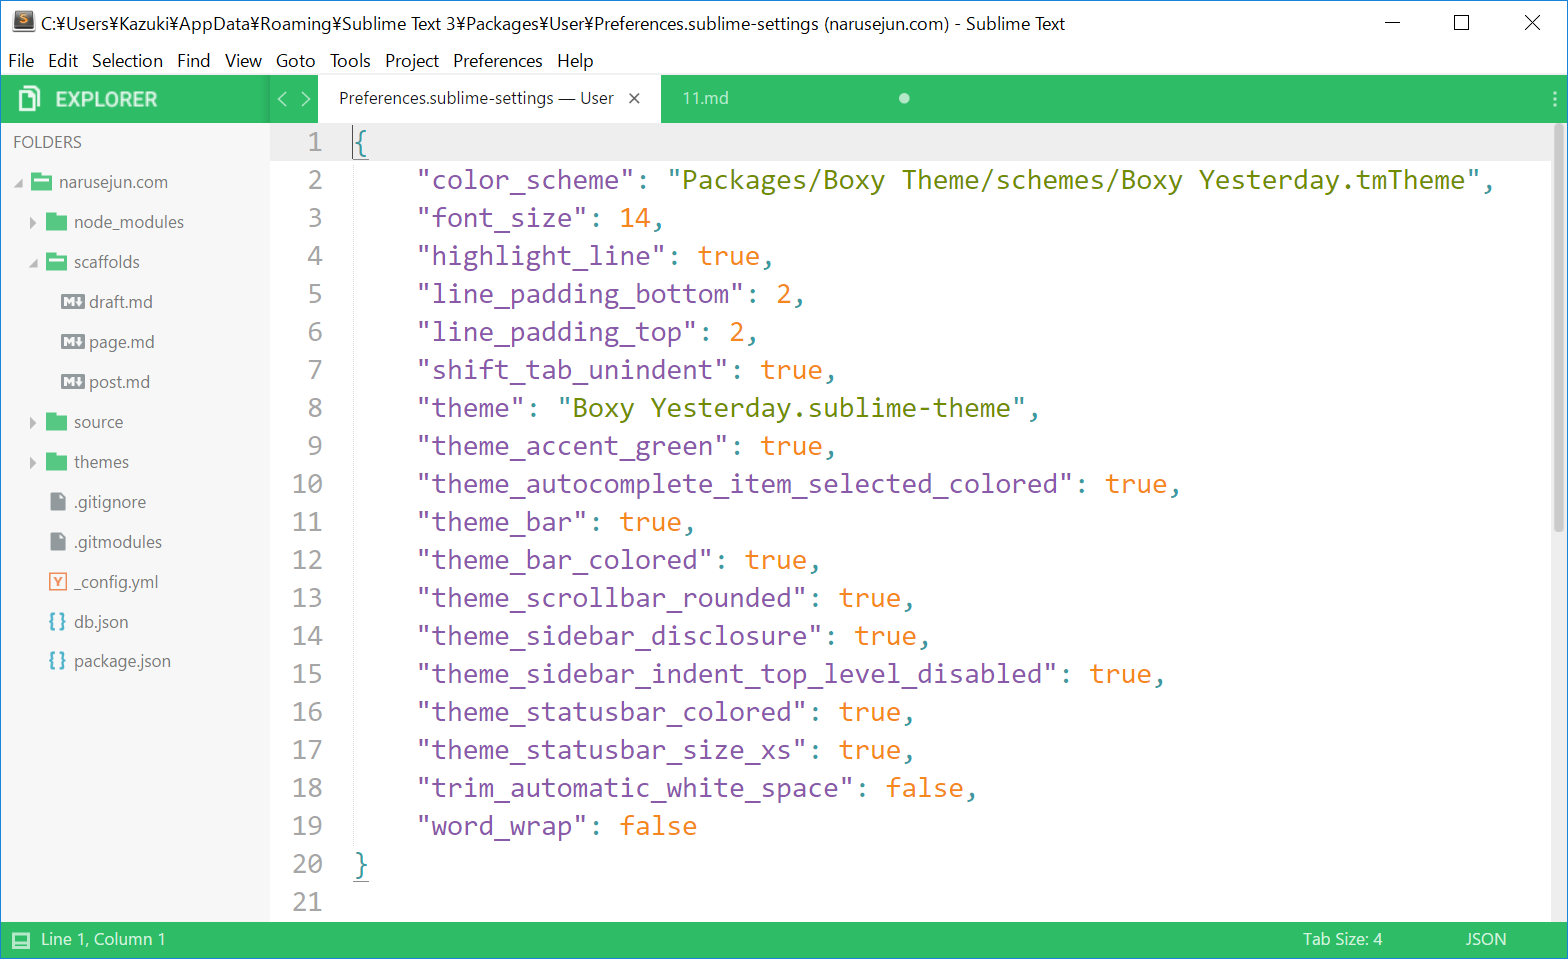 C:¥Users¥Kazuki¥AppData¥Roaming¥Sublime Text 3¥Packages¥User¥Preferences.sublime-settings (narusejun.com) - Sublime Text
File Edit Selection Find View Goto Tools Project Preferences Help
EXPLORER
Preferences.sublime-settings — User
11.md
FOLDERS
narusejun.com
node_modules
scaffolds
draft.md
page.md
post.md
source
themes
.gitignore
.gitmodules
_config.yml
db.json
package.json
1 {
2 "color_scheme": "Packages/Boxy Theme/schemes/Boxy Yesterday.tmTheme",
3 "font_size": 14,
4 "highlight_line": true,
5 "line_padding_bottom": 2,
6 "line_padding_top": 2,
7 "shift_tab_unindent": true,
8 "theme": "Boxy Yesterday.sublime-theme",
9 "theme_accent_green": true,
10 "theme_autocomplete_item_selected_colored": true,
11 "theme_bar": true,
12 "theme_bar_colored": true,
13 "theme_scrollbar_rounded": true,
14 "theme_sidebar_disclosure": true,
15 "theme_sidebar_indent_top_level_disabled": true,
16 "theme_statusbar_colored": true,
17 "theme_statusbar_size_xs": true,
18 "trim_automatic_white_space": false,
19 "word_wrap": false
20 }
21
Line 1, Column 1
Tab Size: 4
JSON